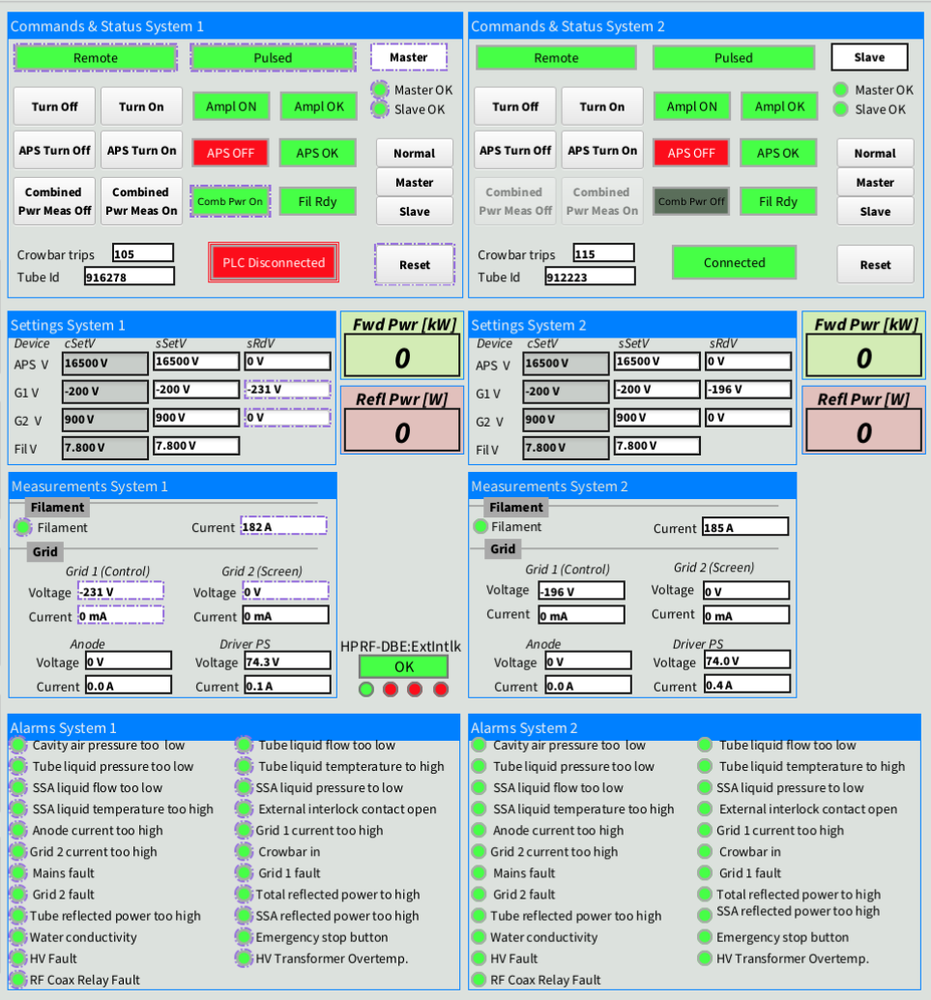 Commands & Status System 1
Remote Pulsed Master
Master OK
Slave OK
Turn Off Turn On Ampl ON Ampl OK
APS Turn Off APS Turn On APS OFF APS OK Normal
Master
Combined Pwr Meas Off Combined Pwr Meas On Comb Pwr On Fil Rdy Slave
Crowbar trips 105
Tube Id 916278
PLC Disconnected Reset
Commands & Status System 2
Remote Pulsed Slave
Master OK
Slave OK
Turn Off Turn On Ampl ON Ampl OK
APS Turn Off APS Turn On APS OFF APS OK Normal
Master
Combined Pwr Meas Off Combined Pwr Meas On Comb Pwr Off Fil Rdy Slave
Crowbar trips 115
Tube Id 912223
Connected Reset
Settings System 1
Device cSetV sSetV sRdV
APS V 16500 V 16500 V 0 V
G1 V -200 V -200 V -231 V
G2 V 900 V 900 V 0 V
Fil V 7.800 V 7.800 V
Fwd Pwr [kW]
0
Refl Pwr [W]
0
Settings System 2
Device cSetV sSetV sRdV
APS V 16500 V 16500 V 0 V
G1 V -200 V -200 V -196 V
G2 V 900 V 900 V 0 V
Fil V 7.800 V 7.800 V
Fwd Pwr [kW]
0
Refl Pwr [W]
0
Measurements System 1
Filament
Filament Current 182 A
Grid
Grid 1 (Control) Grid 2 (Screen)
Voltage -231 V Voltage 0 V
Current 0 mA Current 0 mA
Anode Driver PS
Voltage 0 V Voltage 74.3 V
Current 0.0 A Current 0.1 A
HPRF-DBE:ExtIntlk
OK
Measurements System 2
Filament
Filament Current 185 A
Grid
Grid 1 (Control) Grid 2 (Screen)
Voltage -196 V Voltage 0 V
Current 0 mA Current 0 mA
Anode Driver PS
Voltage 0 V Voltage 74.0 V
Current 0.0 A Current 0.4 A
Alarms System 1
Cavity air pressure too low Tube liquid flow too low
Tube liquid pressure too low Tube liquid tempterature to high
SSA liquid flow too low SSA liquid pressure to low
SSA liquid temperature too high External interlock contact open
Anode current too high Grid 1 current too high
Grid 2 current too high Crowbar in
Mains fault Grid 1 fault
Grid 2 fault Total reflected power to high
Tube reflected power too high SSA reflected power too high
Water conductivity Emergency stop button
HV Fault HV Transformer Overtemp.
RF Coax Relay Fault
Alarms System 2
Cavity air pressure too low Tube liquid flow too low
Tube liquid pressure too low Tube liquid tempterature to high
SSA liquid flow too low SSA liquid pressure to low
SSA liquid temperature too high External interlock contact open
Anode current too high Grid 1 current too high
Grid 2 current too high Crowbar in
Mains fault Grid 1 fault
Grid 2 fault Total reflected power to high
Tube reflected power too high SSA reflected power too high
Water conductivity Emergency stop button
HV Fault HV Transformer Overtemp.
RF Coax Relay Fault